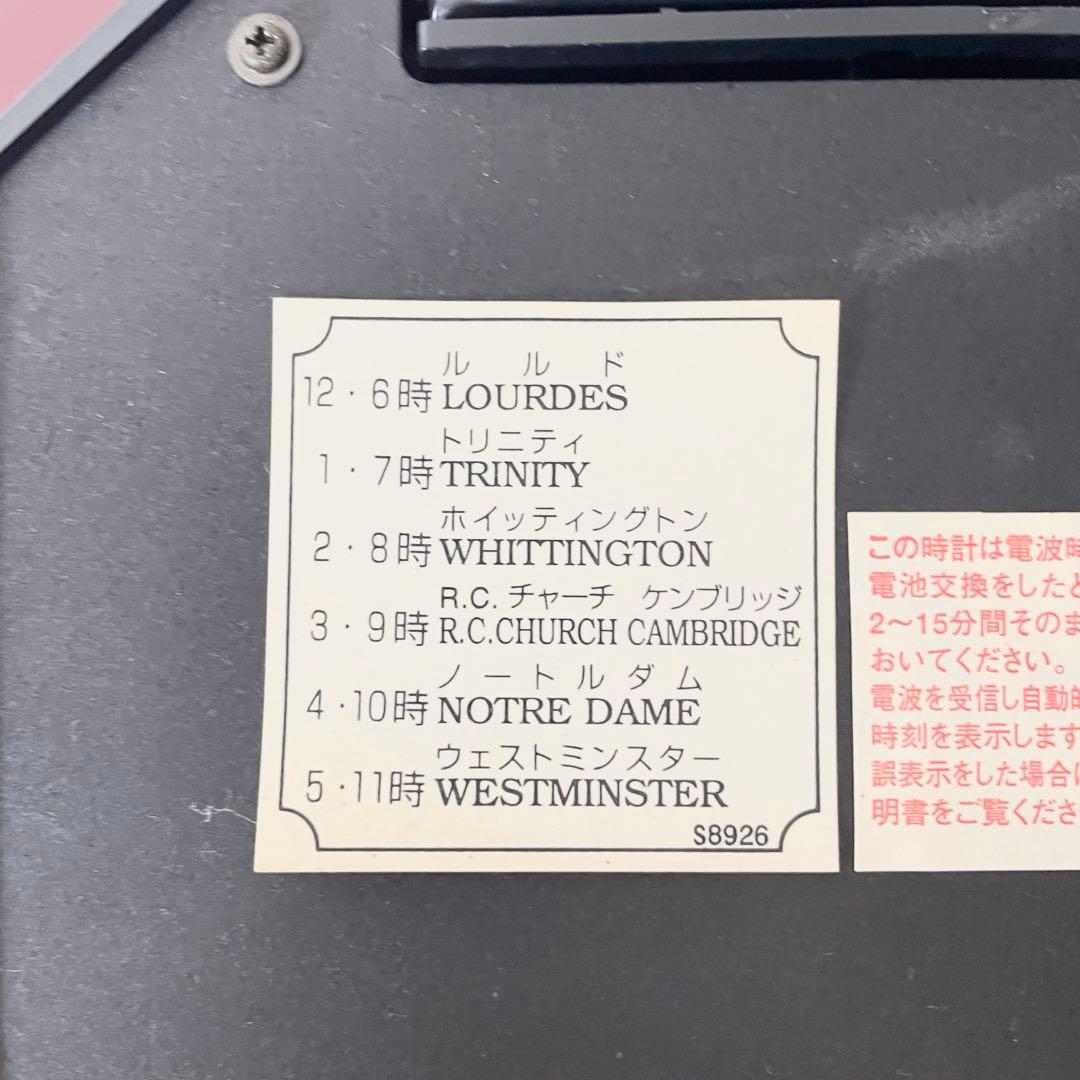 ルルド
12・6時 LOURDES
トリニティ
1・7時 TRINITY
ホイッティングトン
2・8時 WHITTINGTON
R.C.チャーチ ケンブリッジ
3・9時 R.C.CHURCH CAMBRIDGE
ノートルダム
4・10時 NOTRE DAME
ウェストミンスター
5・11時 WESTMINSTER
S8926
この時計は電波時
電池交換をしたと
2〜15分間そのま
おいてください。
電波を受信し自動的
時刻を表示します
誤表示をした場合は
明書をご覧くださ